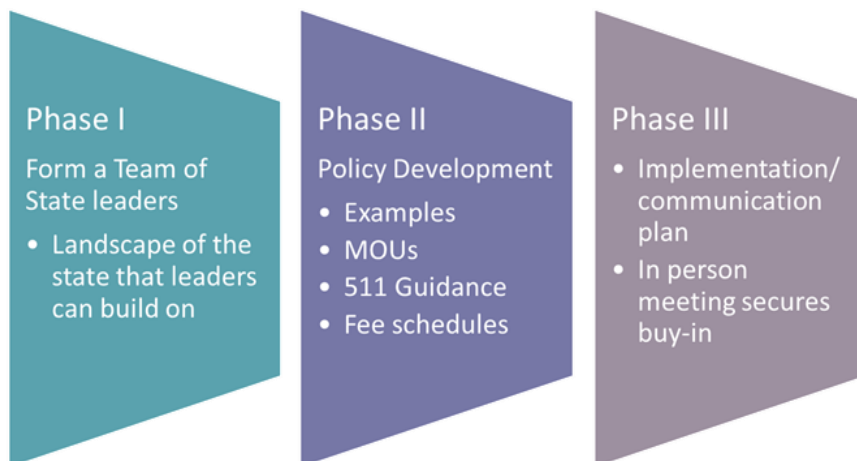 Phase I
Form a Team of
State leaders
• Landscape of the
state that leaders
can build on
Phase II
Policy Development
• Examples
• MOUs
• 511 Guidance
• Fee schedules
Phase III
• Implementation/
communication
plan
• In person
meeting secures
buy-in